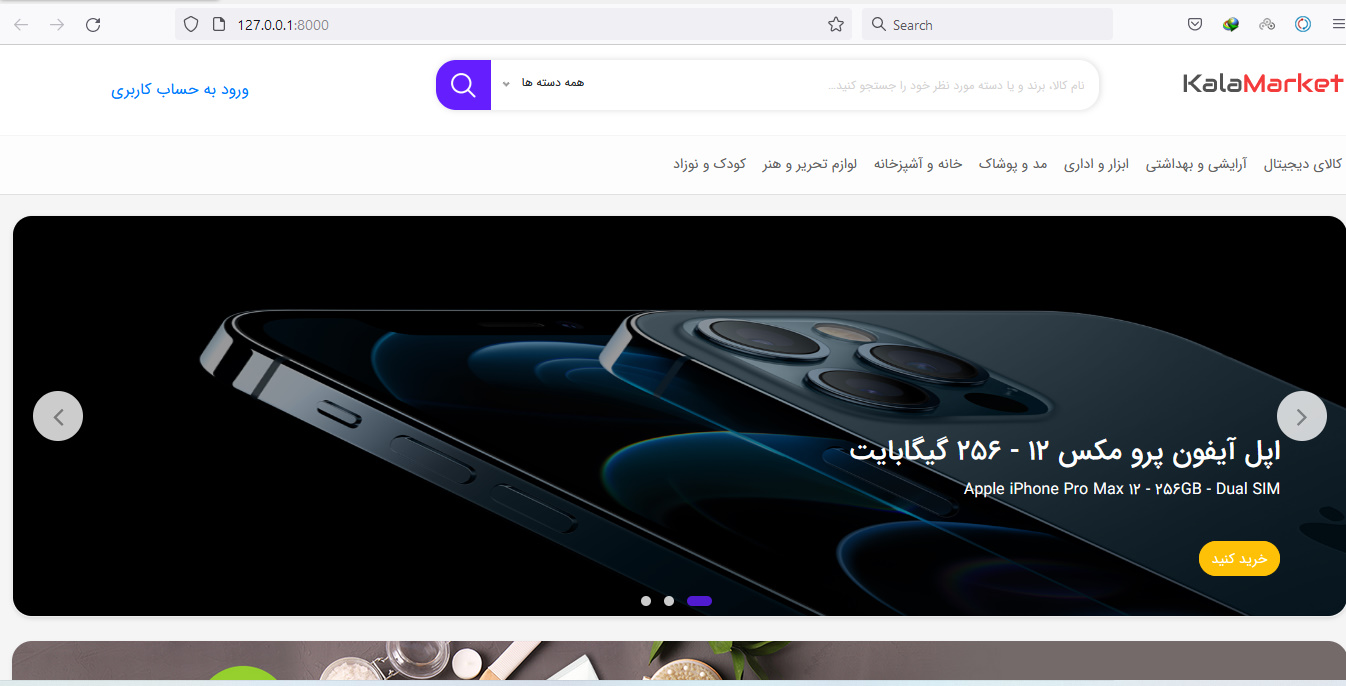 127.0.0.1:8000
Search
KalaMarket
نام کالا، برند و یا دسته مورد نظر خود را جستجو کنید...
همه دسته ها
ورود به حساب کاربری
کالای دیجیتال آرایشی و بهداشتی ابزار و اداری مد و پوشاک خانه و آشپزخانه لوازم تحریر و هنر کودک و نوزاد
اپل آیفون پرو مکس ۱۲ - ۲۵۶ گیگابایت
Apple iPhone Pro Max ۱۲ - ۲۵۶GB - Dual SIM
خرید کنید